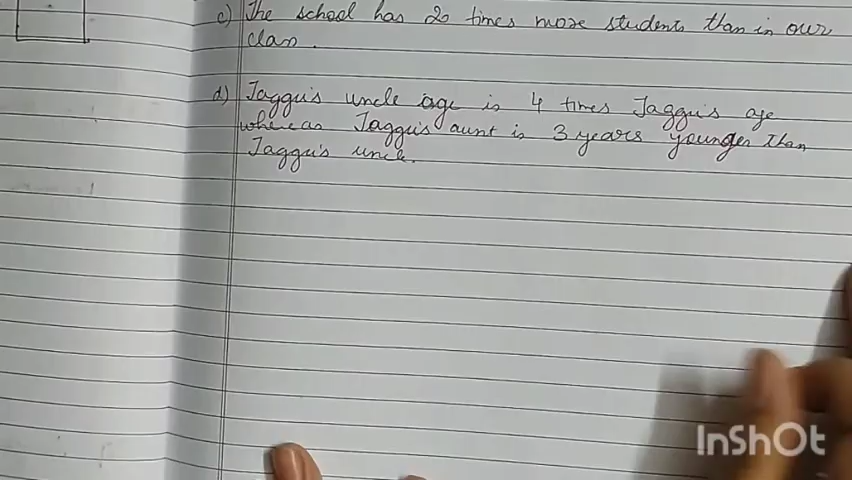 c) The school has 20 times more students than in our
class.
d) Jaggu's uncle age is 4 times Jaggu's age
whereas Jaggu's aunt is 3 years younger than
Jaggu's uncle.
InShOt